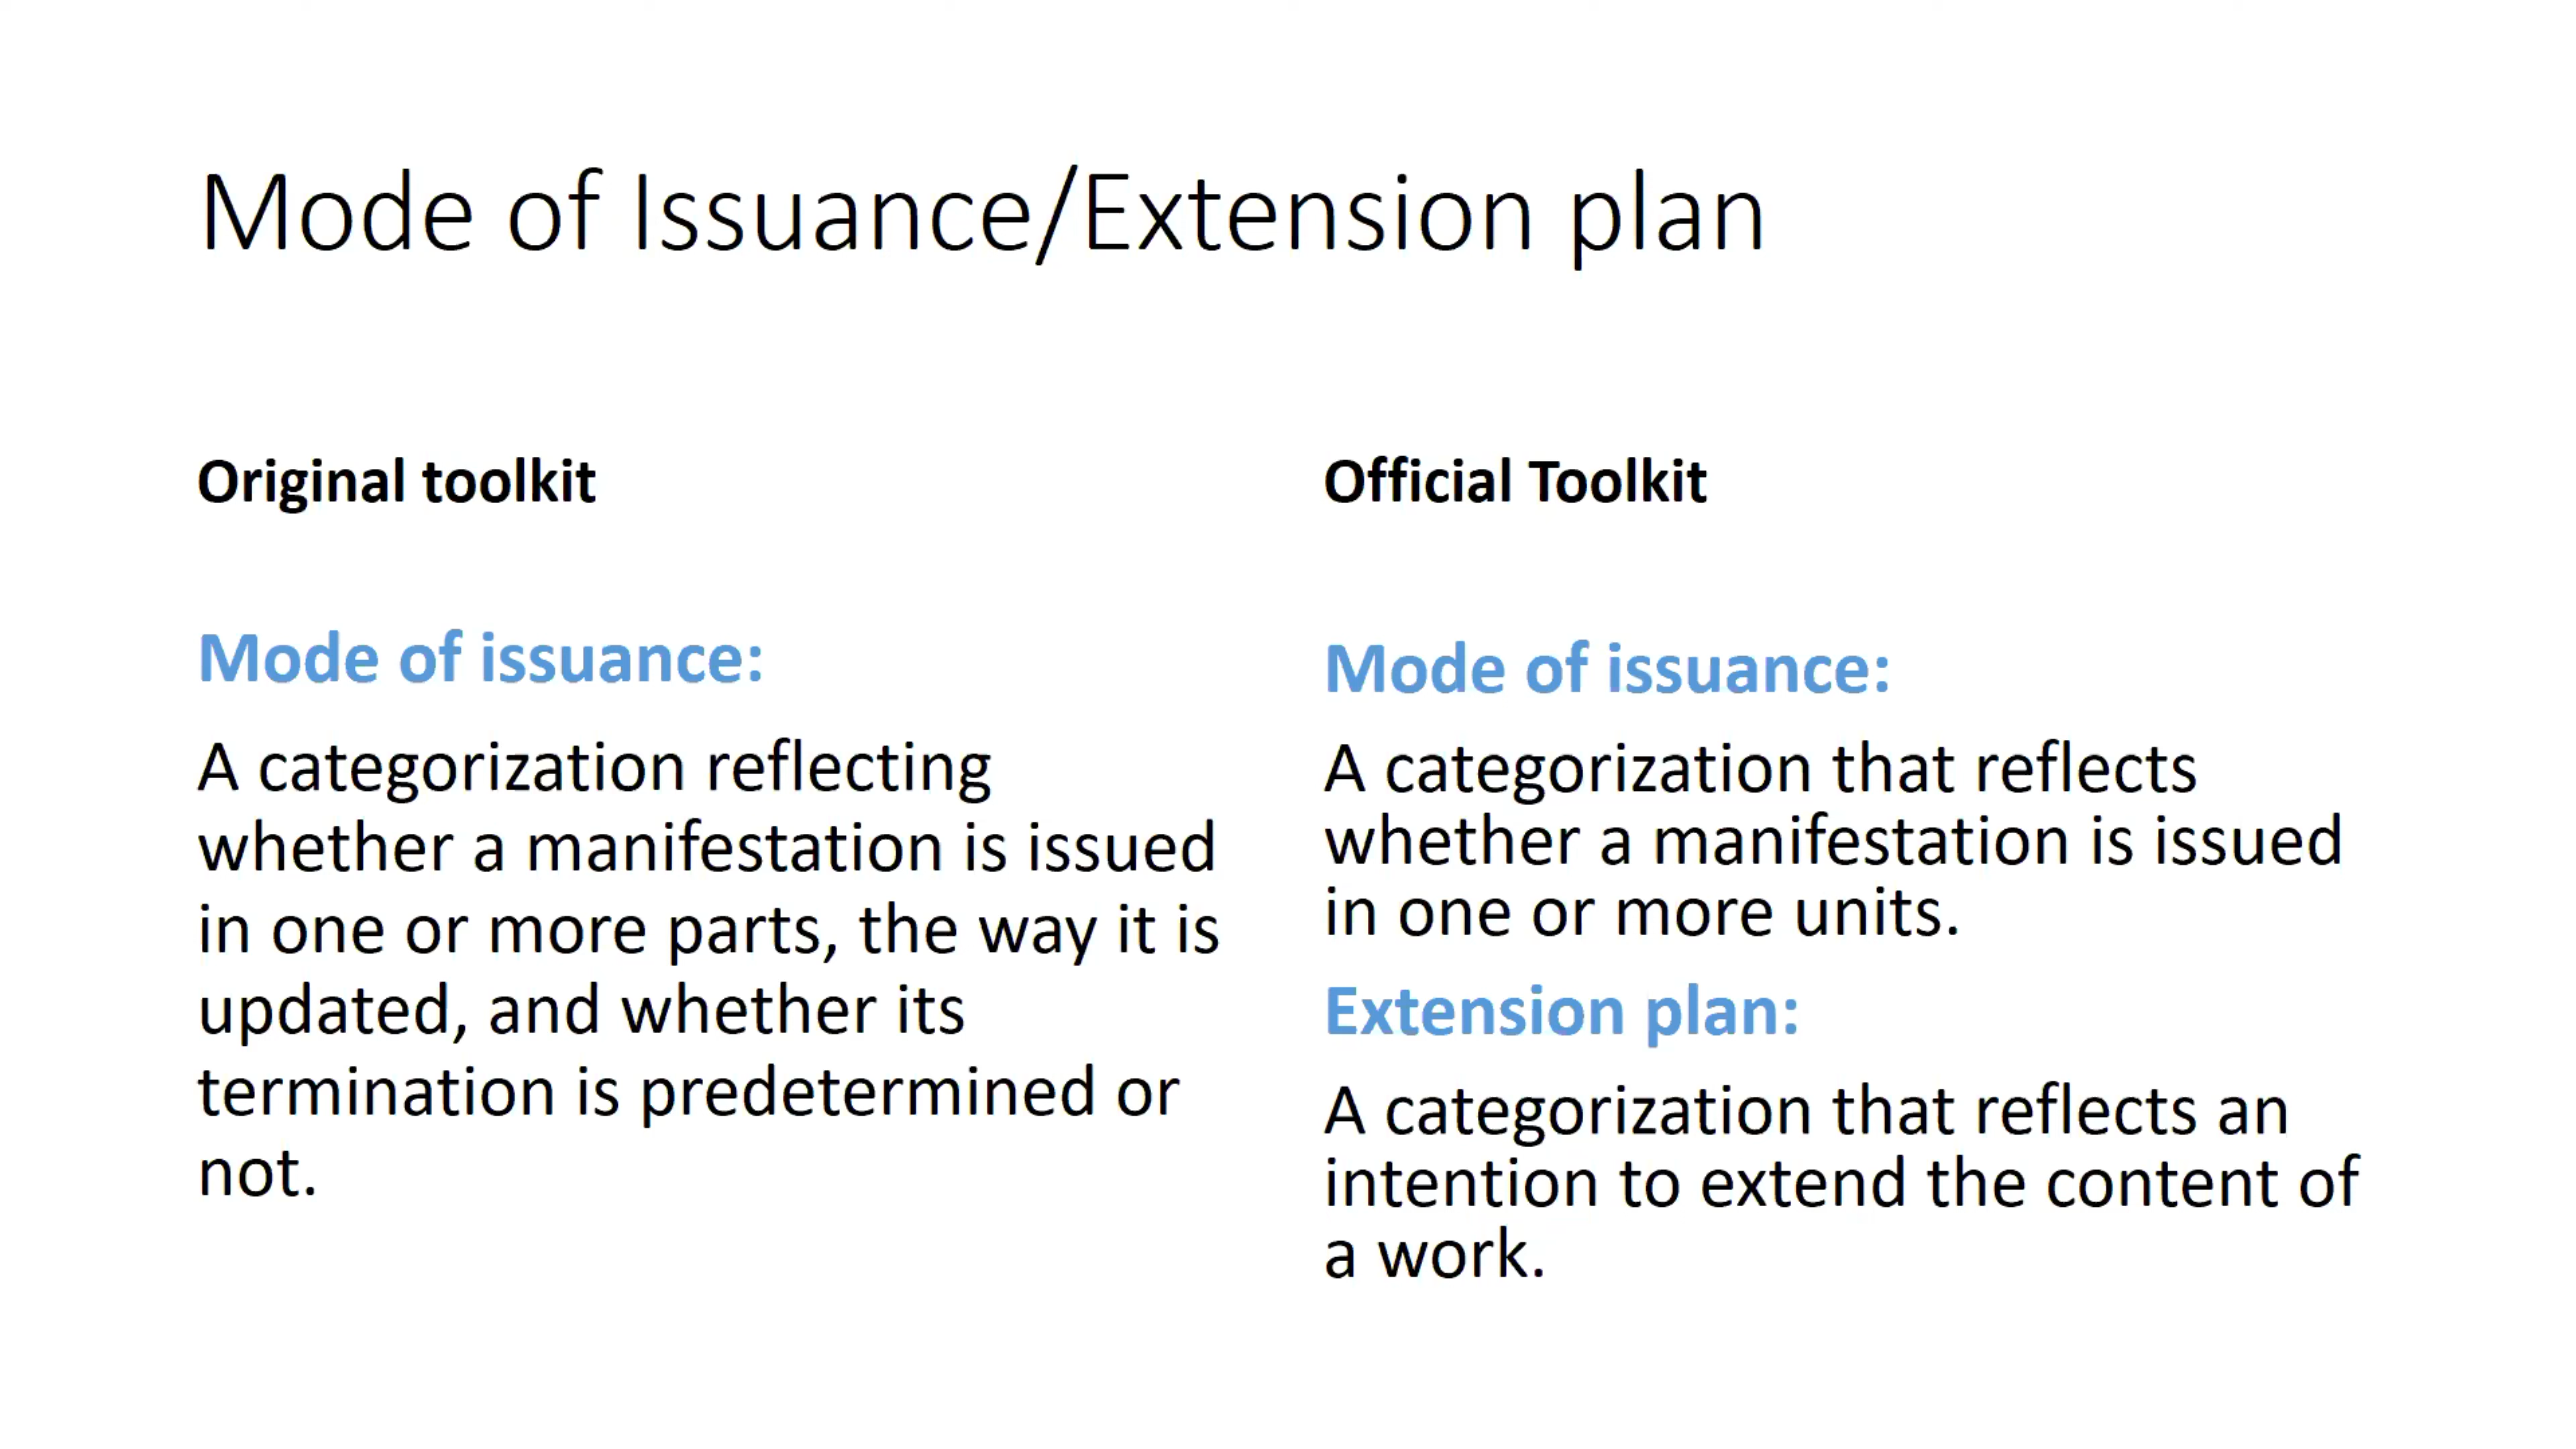 Mode of Issuance/Extension plan
Original toolkit
Mode of issuance:
A categorization reflecting
whether a manifestation is issued
in one or more parts, the way it is
updated, and whether its
termination is predetermined or
not.
Official Toolkit
Mode of issuance:
A categorization that reflects
whether a manifestation is issued
in one or more units.
Extension plan:
A categorization that reflects an
intention to extend the content of
a work.